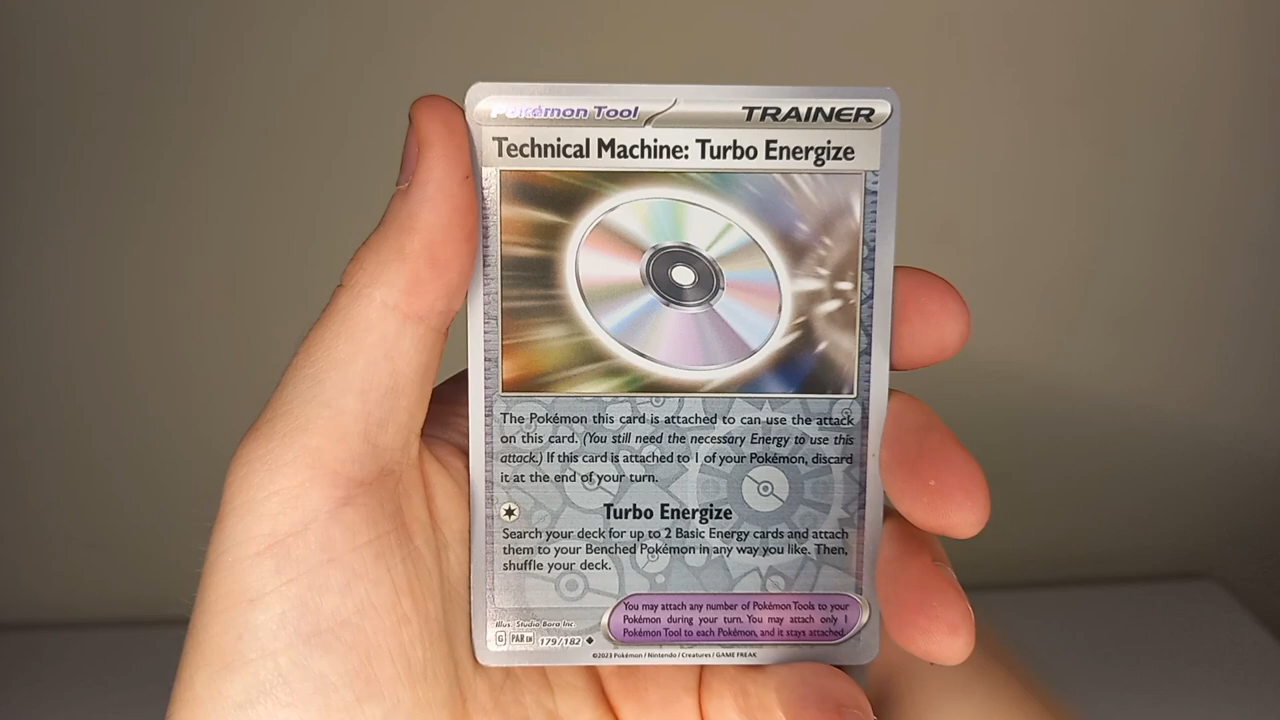 Pokémon Tool TRAINER
Technical Machine: Turbo Energize
The Pokémon this card is attached to can use the attack
on this card. (You still need the necessary Energy to use this
attack.) If this card is attached to 1 of your Pokémon, discard
it at the end of your turn.
Turbo Energize
Search your deck for up to 2 Basic Energy cards and attach
them to your Benched Pokémon in any way you like. Then,
shuffle your deck.
You may attach any number of Pokémon Tools to your
Pokémon during your turn. You may attach only 1
Pokémon Tool to each Pokémon, and it stays attached.
Illus. Studio Bora Inc.
G PAR EN 179/182
©2023 Pokémon / Nintendo / Creatures / GAME FREAK